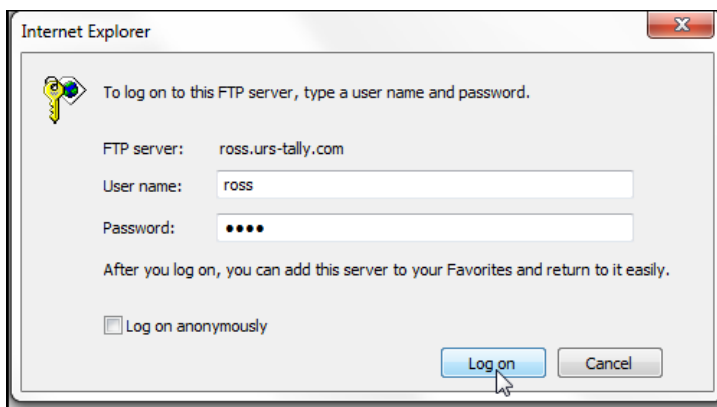 Internet Explorer
To log on to this FTP server, type a user name and password.
FTP server: ross.urs-tally.com
User name: ross
Password: ●●●●
After you log on, you can add this server to your Favorites and return to it easily.
Log on anonymously
Log on Cancel